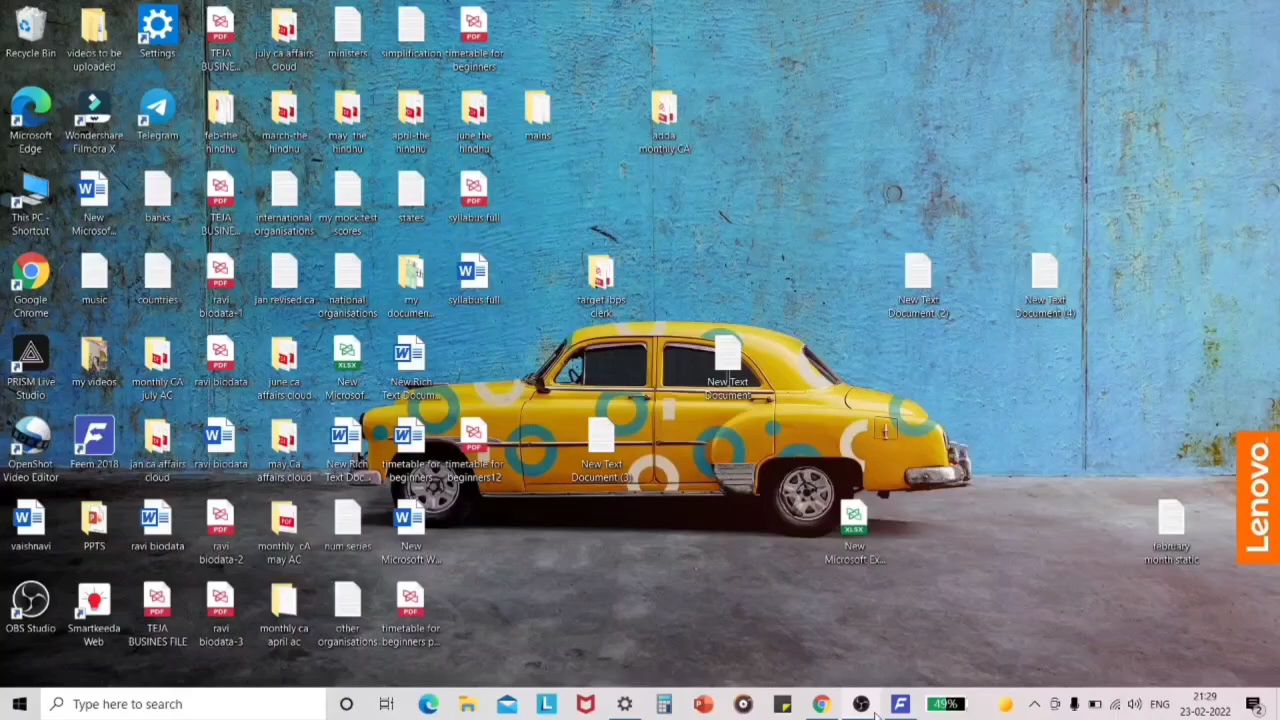 Recycle Bin
videos to be
uploaded
Settings
TEJA
BUSINE...
july ca affairs
cloud
ministers
simplification
timetable for
beginners
Microsoft
Edge
Wondershare
Filmora X
Telegram
feb-the
hindhu
march-the
hindhu
may_the
hindhu
april-the
hindhu
june the
hindhu
mains
adda
monthly CA
This PC -
Shortcut
New
Microsof...
banks
TEJA
BUSINE...
international
organisations
my mock test
scores
states
syllabus full
Google
Chrome
music
countries
ravi
biodata-1
jan revised.ca
national
organisations
my
documen...
syllabus full
target ibps
clerk
New Text
Document (2)
New Text
Document (4)
PRISM Live
Studio
my videos
monthly CA
july AC
ravi biodata
june.ca
affairs cloud
New
Microsof...
New Rich
Text Docum...
New Text
Document
OpenShot
Video Editor
Feem 2018
jan.ca affairs
cloud
ravi biodata
may.Ca.
affairs cloud
New Rich
Text Doc...
timetable for
beginners
timetable for
beginners12
New Text
Document (3)
vaishnavi
PPTS
ravi biodata
ravi
biodata-2
monthly_cA
may AC
num series
New
Microsoft W...
New
Microsoft Ex...
february
month static
OBS Studio
Smartkeeda
Web
TEJA
BUSINES FILE
ravi
biodata-3
monthly ca
april ac
other
organisations
timetable for
beginners p...
Lenovo
Type here to search
49%
ENG
21:29
23-02-2022
2